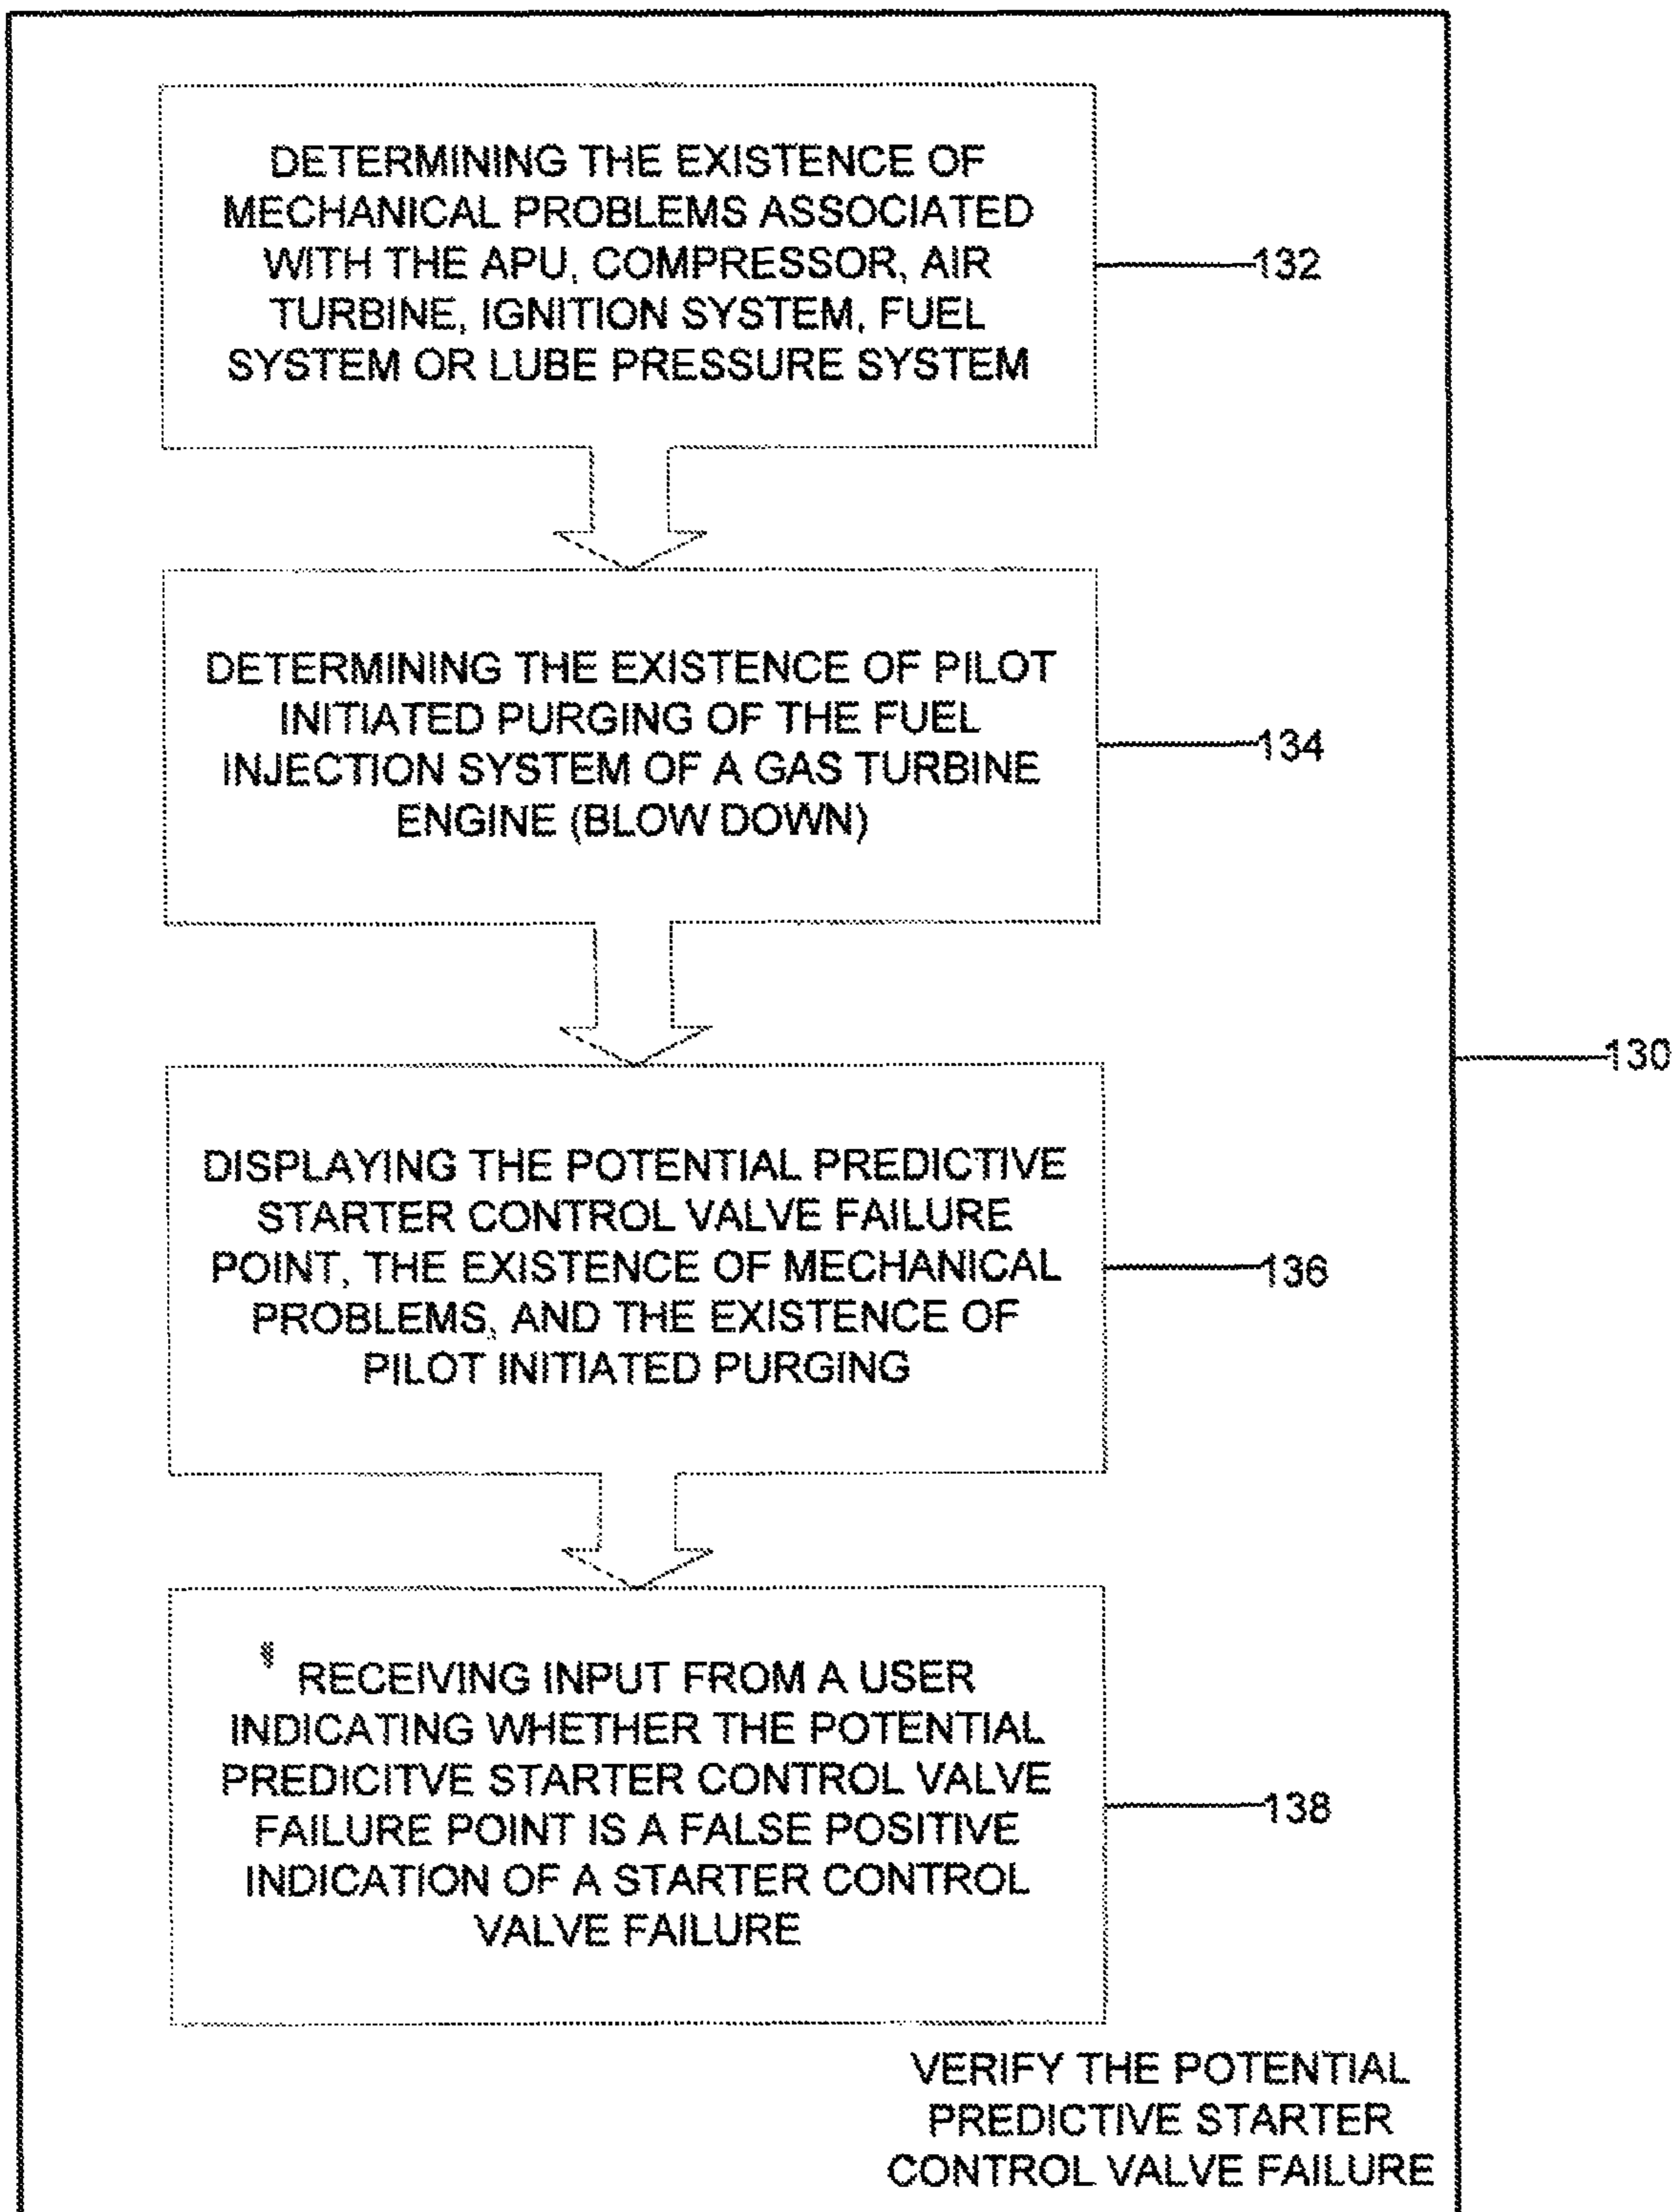 DETERMINING THE EXISTENCE OF
MECHANICAL PROBLEMS ASSOCIATED
WITH THE APU, COMPRESSOR, AIR
TURBINE, IGNITION SYSTEM, FUEL
SYSTEM OR LUBE PRESSURE SYSTEM
132
DETERMINING THE EXISTENCE OF PILOT
INITIATED PURGING OF THE FUEL
INJECTION SYSTEM OF A GAS TURBINE
ENGINE (BLOW DOWN)
134
130
DISPLAYING THE POTENTIAL PREDICTIVE
STARTER CONTROL VALVE FAILURE
POINT, THE EXISTENCE OF MECHANICAL
PROBLEMS, AND THE EXISTENCE OF
PILOT INITIATED PURGING
136
RECEIVING INPUT FROM A USER
INDICATING WHETHER THE POTENTIAL
PREDICITVE STARTER CONTROL VALVE
FAILURE POINT IS A FALSE POSITIVE
INDICATION OF A STARTER CONTROL
VALVE FAILURE
138
VERIFY THE POTENTIAL
PREDICTIVE STARTER
CONTROL VALVE FAILURE